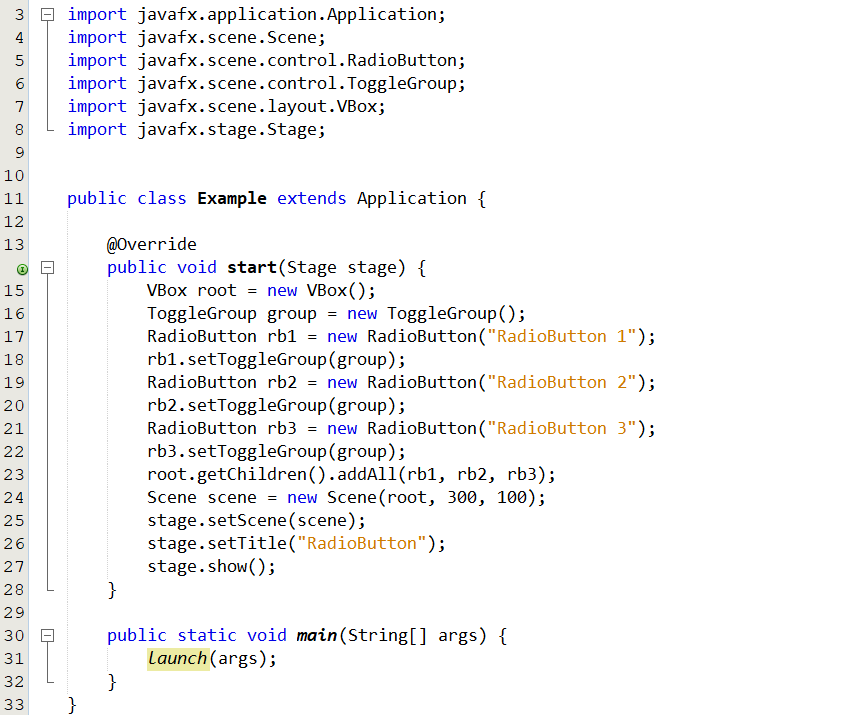 3 import javafx.application.Application;
4 import javafx.scene.Scene;
5 import javafx.scene.control.RadioButton;
6 import javafx.scene.control.ToggleGroup;
7 import javafx.scene.layout.VBox;
8 import javafx.stage.Stage;
9
10
11 public class Example extends Application {
12
13     @Override
    public void start(Stage stage) {
15         VBox root = new VBox();
16         ToggleGroup group = new ToggleGroup();
17         RadioButton rb1 = new RadioButton("RadioButton 1");
18         rb1.setToggleGroup(group);
19         RadioButton rb2 = new RadioButton("RadioButton 2");
20         rb2.setToggleGroup(group);
21         RadioButton rb3 = new RadioButton("RadioButton 3");
22         rb3.setToggleGroup(group);
23         root.getChildren().addAll(rb1, rb2, rb3);
24         Scene scene = new Scene(root, 300, 100);
25         stage.setScene(scene);
26         stage.setTitle("RadioButton");
27         stage.show();
28     }
29
30     public static void main(String[] args) {
31         launch(args);
32     }
33 }